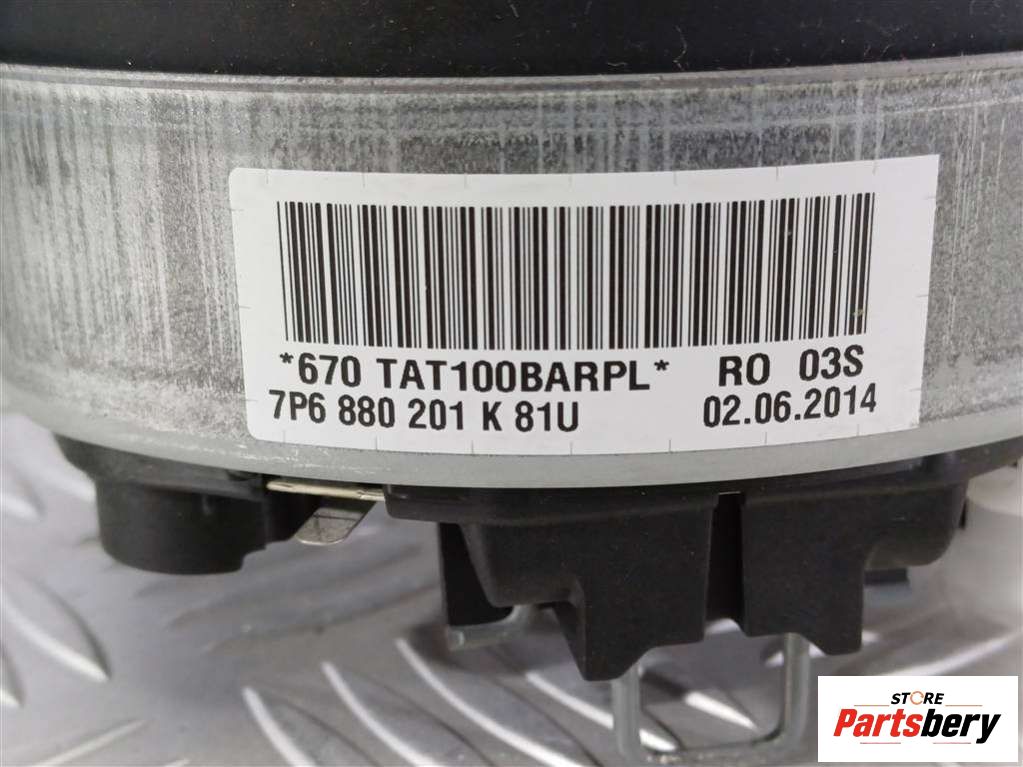 *670 TAT100BARPL* RO 03S
7P6 880 201 K 81U 02.06.2014
STORE
Partsbery